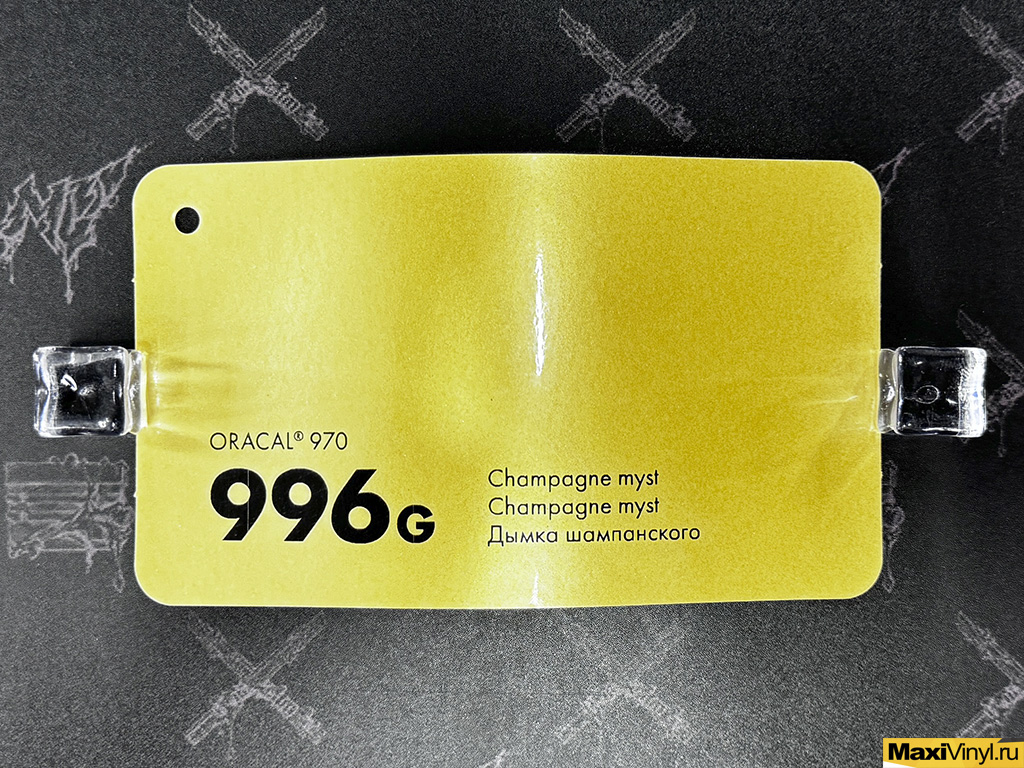 ORACAL® 970
996G
Champagne myst
Champagne myst
Дымка шампанского
MaxiVinyl.ru